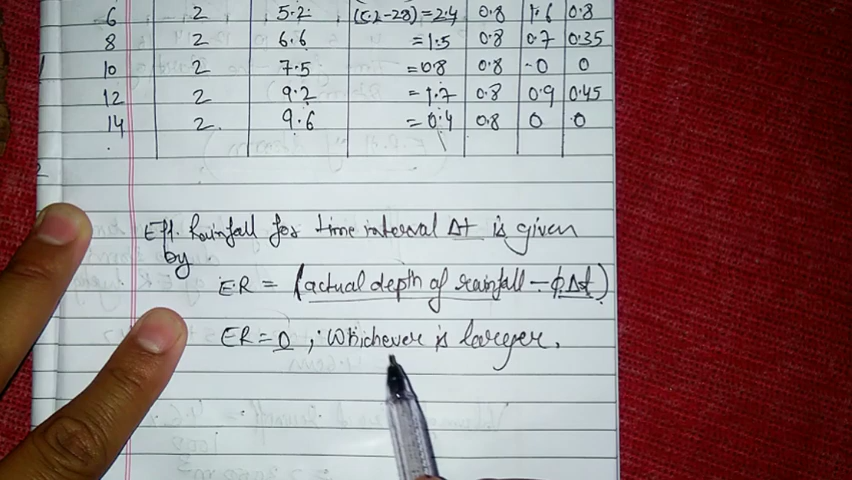 6 2 5.2 (5.2-2.8)=2.4 0.8 1.6 0.8
8 2 6.6 =1.5 0.8 0.7 0.35
10 2 7.5 =0.8 0.8 -0 0
12 2 9.2 =1.7 0.8 0.9 0.45
14 2. 9.6 =0.4 0.8 0 0
Eff. Rainfall for time interval Δt is given
by
E.R = (actual depth of rainfall - ϕΔt)
ER = 0, Whichever is larger.